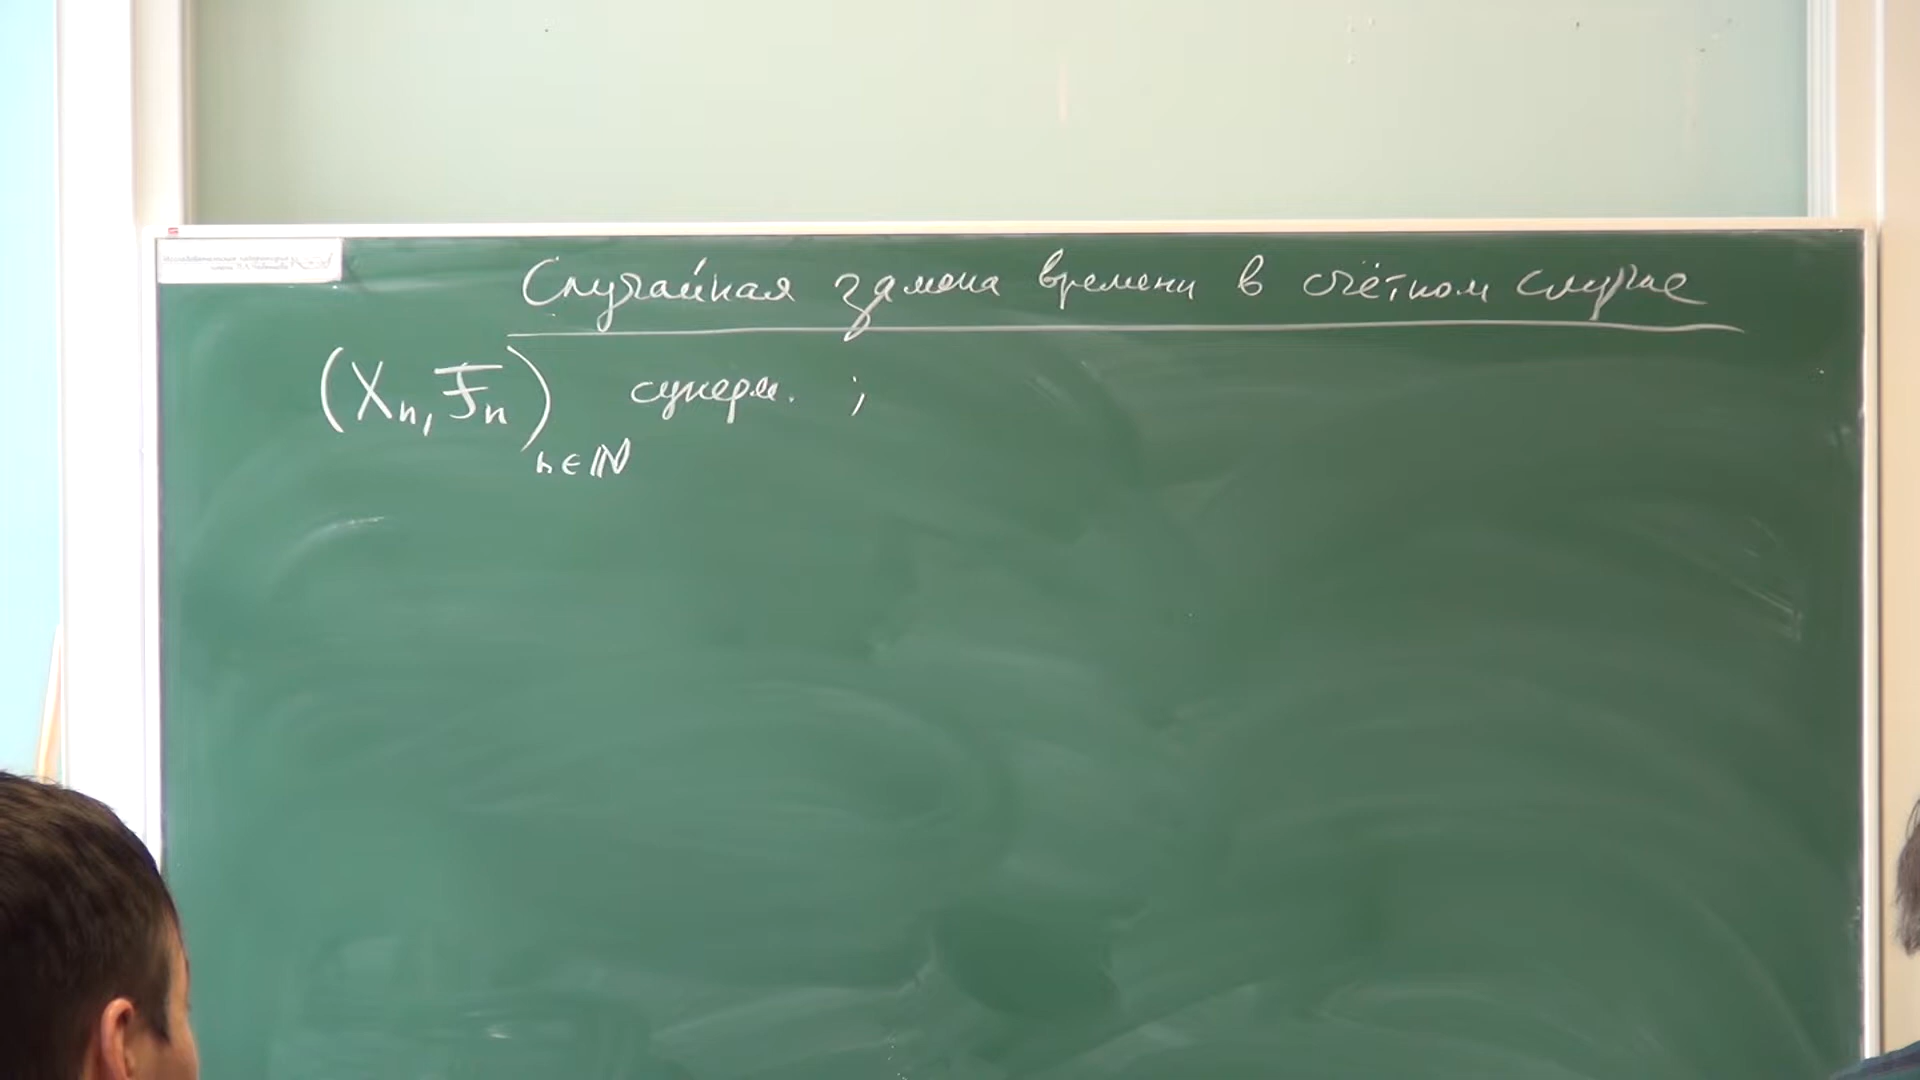 Случайная замена времени в счётном случае
(Xₙ, Fₙ)ₙ∈ℕ суперм. ;